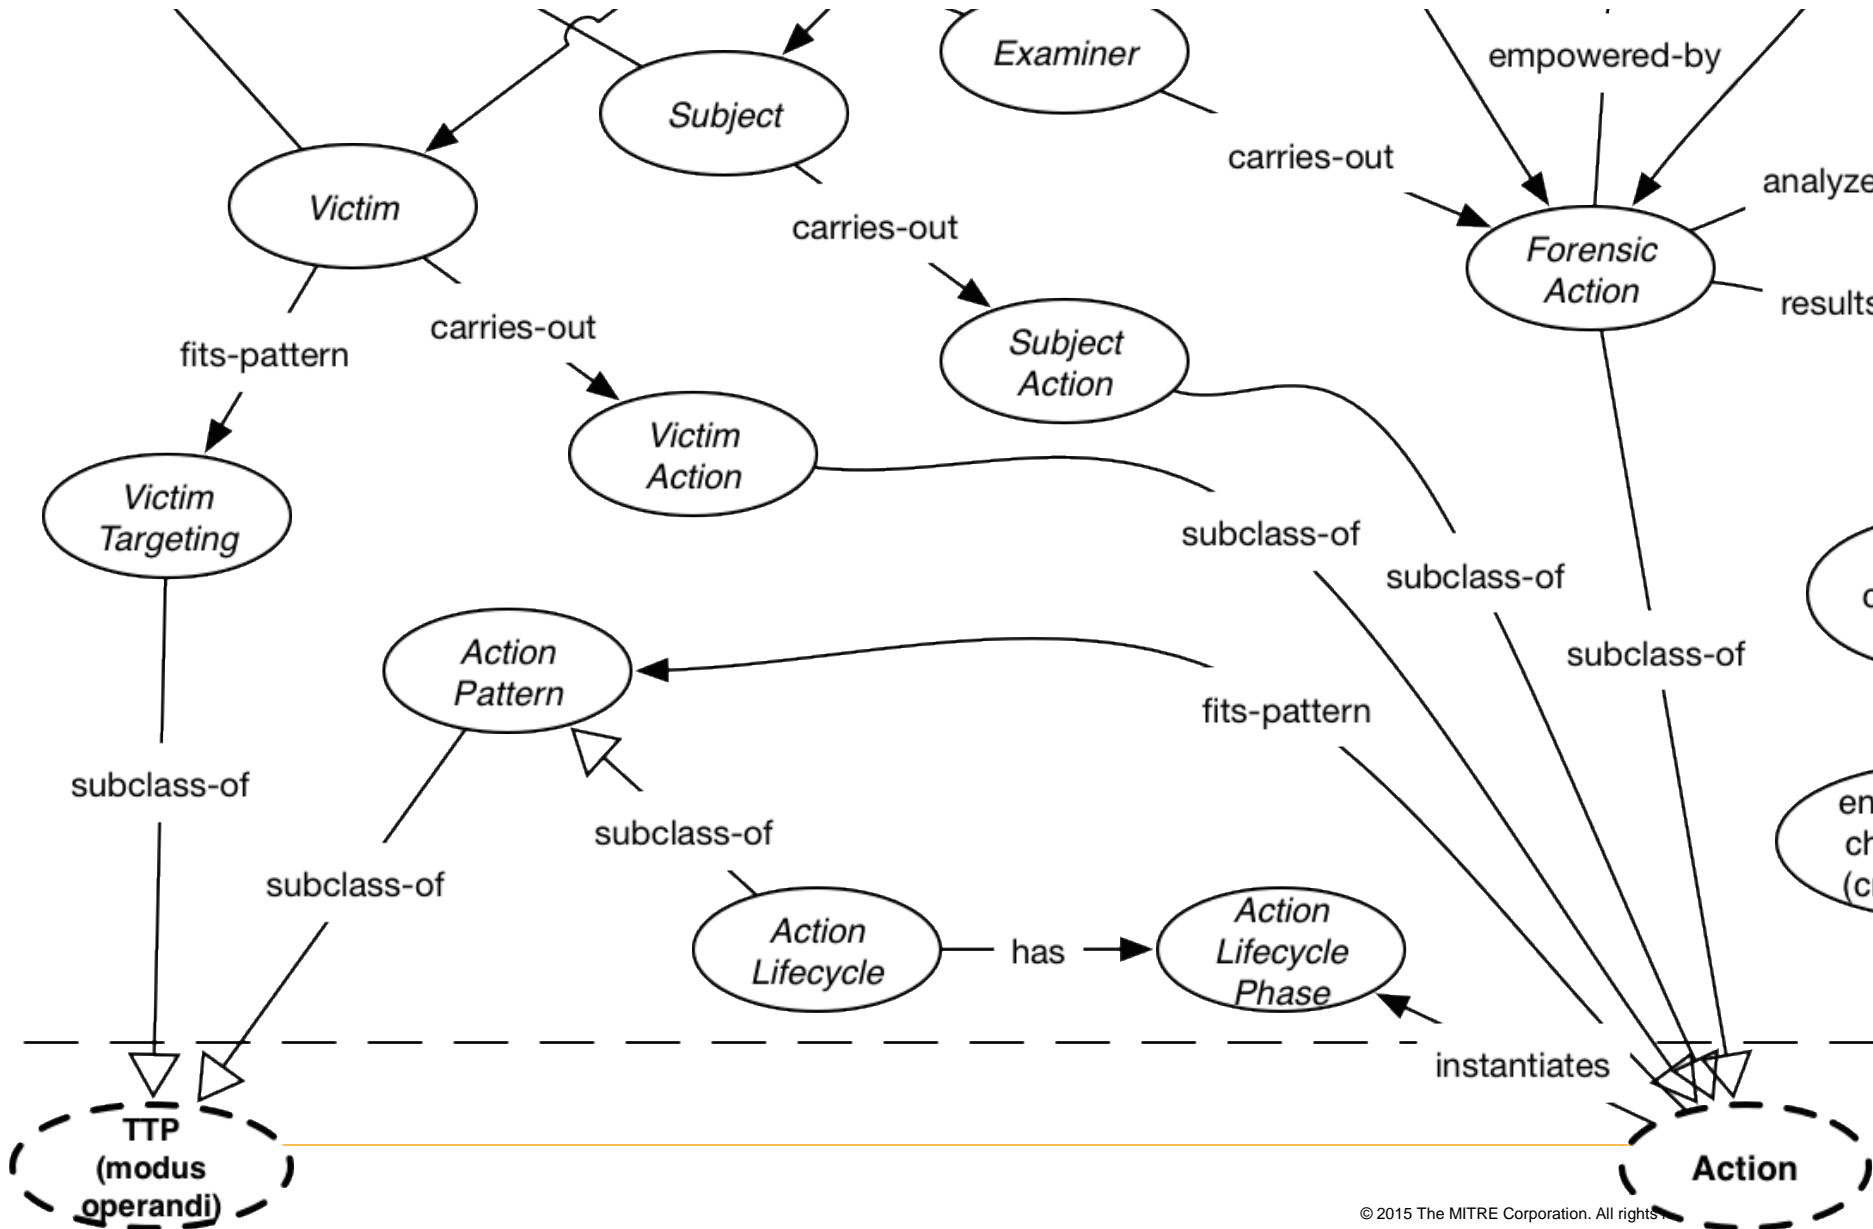 Examiner
empowered-by
Subject
carries-out
analyze
Victim
carries-out
Forensic
Action
results
carries-out
fits-pattern
Subject
Action
Victim
Action
Victim
Targeting
subclass-of
subclass-of
subclass-of
Action
Pattern
fits-pattern
subclass-of
subclass-of
subclass-of
en
ch
(c
Action
Lifecycle
has
Action
Lifecycle
Phase
instantiates
TTP
(modus
operandi)
Action
© 2015 The MITRE Corporation. All rights